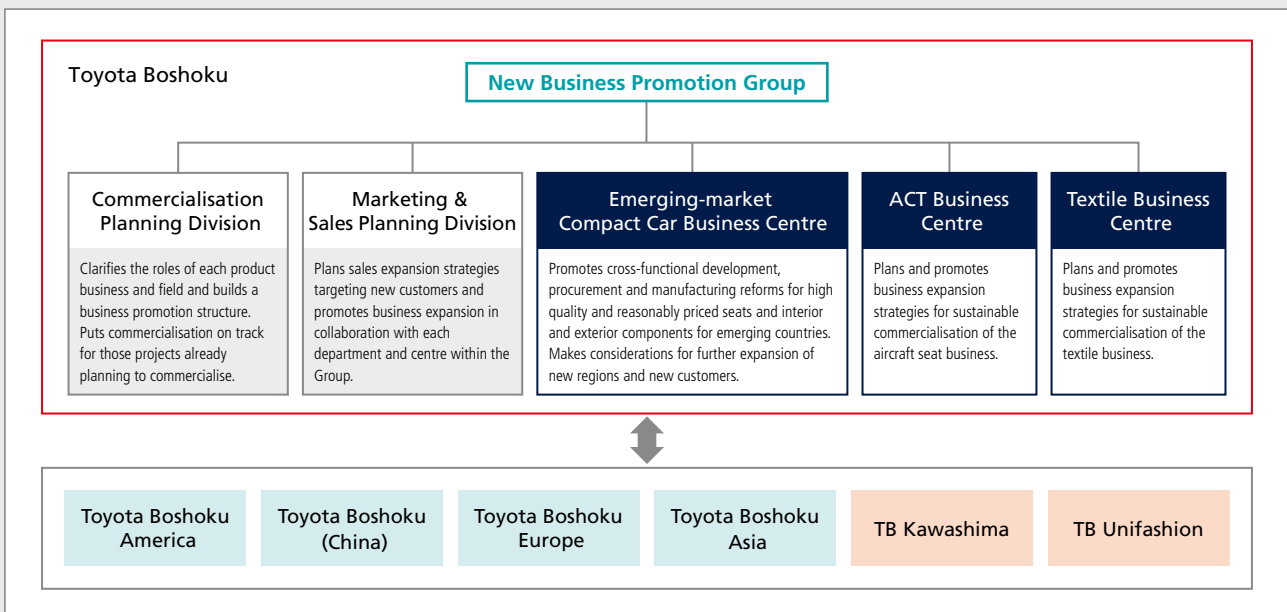 Toyota Boshoku
New Business Promotion Group
Commercialisation
Planning Division
Clarifies the roles of each product
business and field and builds a
business promotion structure.
Puts commercialisation on track
for those projects already
planning to commercialise.
Marketing &
Sales Planning Division
Plans sales expansion strategies
targeting new customers and
promotes business expansion in
collaboration with each
department and centre within the
Group.
Emerging-market
Compact Car Business Centre
Promotes cross-functional development,
procurement and manufacturing reforms for high
quality and reasonably priced seats and interior
and exterior components for emerging countries.
Makes considerations for further expansion of
new regions and new customers.
ACT Business
Centre
Plans and promotes
business expansion
strategies for sustainable
commercialisation of the
aircraft seat business.
Textile Business
Centre
Plans and promotes
business expansion
strategies for sustainable
commercialisation of the
textile business.
Toyota Boshoku
America
Toyota Boshoku
(China)
Toyota Boshoku
Europe
Toyota Boshoku
Asia
TB Kawashima
TB Unifashion